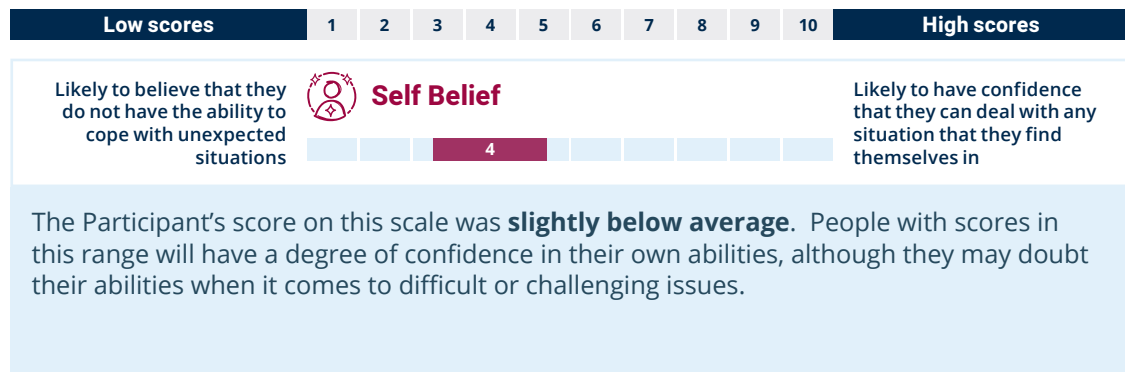 Low scores 1 2 3 4 5 6 7 8 9 10 High scores
Likely to believe that they
do not have the ability to
cope with unexpected
situations
Self Belief
4
Likely to have confidence
that they can deal with any
situation that they find
themselves in
The Participant’s score on this scale was slightly below average. People with scores in
this range will have a degree of confidence in their own abilities, although they may doubt
their abilities when it comes to difficult or challenging issues.